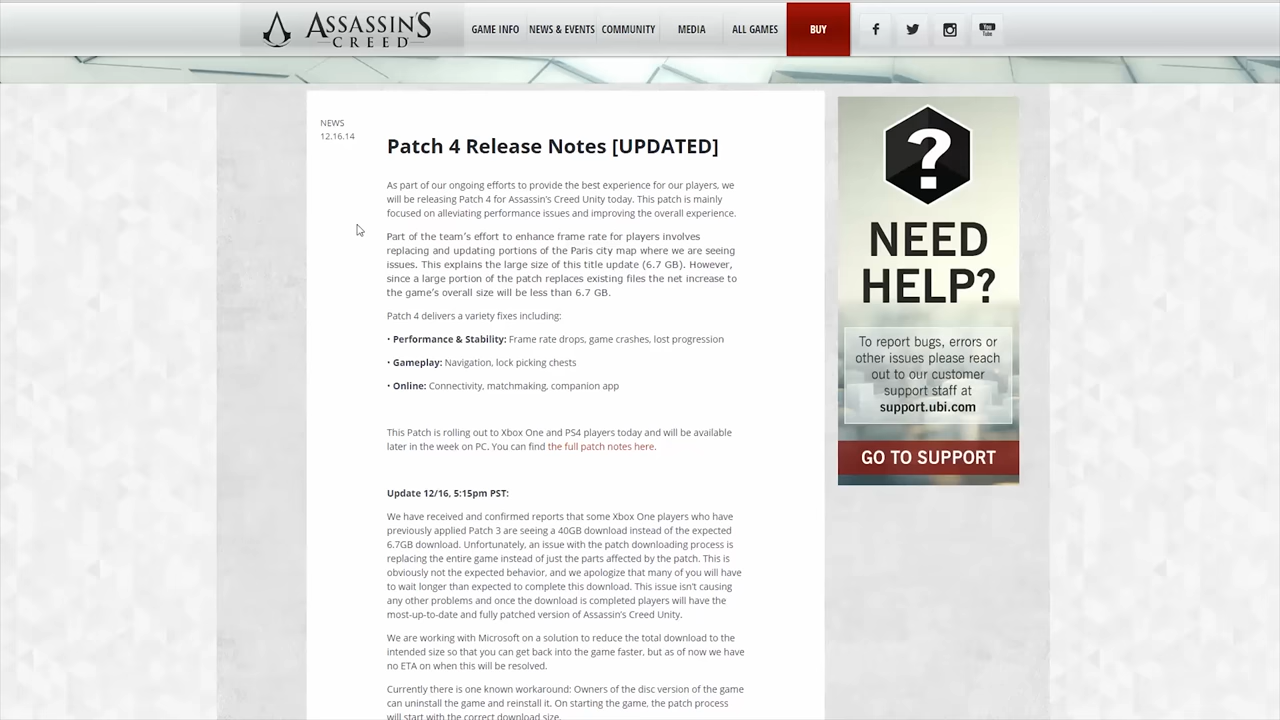 ASSASSIN'S
CREED
GAME INFO NEWS & EVENTS COMMUNITY MEDIA ALL GAMES BUY
You
Tube
NEWS
12.16.14
Patch 4 Release Notes [UPDATED]
As part of our ongoing efforts to provide the best experience for our players, we
will be releasing Patch 4 for Assassin's Creed Unity today. This patch is mainly
focused on alleviating performance issues and improving the overall experience.
Part of the team's effort to enhance frame rate for players involves
replacing and updating portions of the Paris city map where we are seeing
issues. This explains the large size of this title update (6.7 GB). However,
since a large portion of the patch replaces existing files the net increase to
the game's overall size will be less than 6.7 GB.
Patch 4 delivers a variety fixes including:
• Performance & Stability: Frame rate drops, game crashes, lost progression
• Gameplay: Navigation, lock picking chests
• Online: Connectivity, matchmaking, companion app
This Patch is rolling out to Xbox One and PS4 players today and will be available
later in the week on PC. You can find the full patch notes here.
Update 12/16, 5:15pm PST:
We have received and confirmed reports that some Xbox One players who have
previously applied Patch 3 are seeing a 40GB download instead of the expected
6.7GB download. Unfortunately, an issue with the patch downloading process is
replacing the entire game instead of just the parts affected by the patch. This is
obviously not the expected behavior, and we apologize that many of you will have
to wait longer than expected to complete this download. This issue isn't causing
any other problems and once the download is completed players will have the
most-up-to-date and fully patched version of Assassin's Creed Unity.
We are working with Microsoft on a solution to reduce the total download to the
intended size so that you can get back into the game faster, but as of now we have
no ETA on when this will be resolved.
Currently there is one known workaround: Owners of the disc version of the game
can uninstall the game and reinstall it. On starting the game, the patch process
will start with the correct download size.
?
NEED
HELP?
To report bugs, errors or
other issues please reach
out to our customer
support staff at
support.ubi.com
GO TO SUPPORT